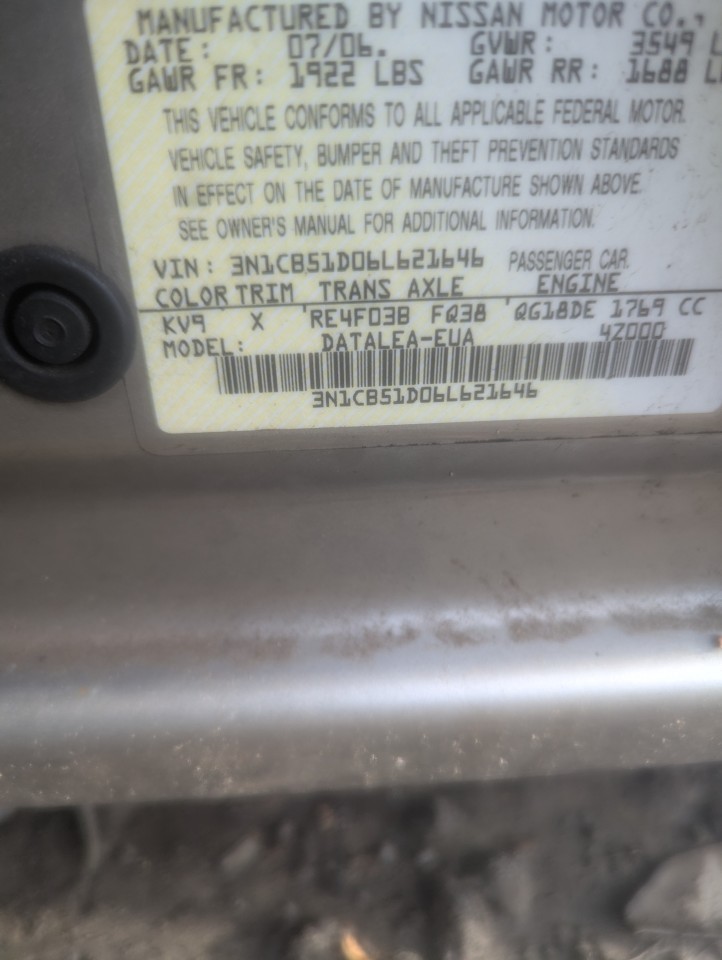 MANUFACTURED BY NISSAN MOTOR CO.,
DATE: 07/06. GVWR: 3549 L
GAWR FR: 1922 LBS GAWR RR: 1688 L
THIS VEHICLE CONFORMS TO ALL APPLICABLE FEDERAL MOTOR
VEHICLE SAFETY, BUMPER AND THEFT PREVENTION STANDARDS
IN EFFECT ON THE DATE OF MANUFACTURE SHOWN ABOVE.
SEE OWNER'S MANUAL FOR ADDITIONAL INFORMATION.
VIN: 3N1CB51D06L621646 PASSENGER CAR.
COLOR TRIM TRANS AXLE ENGINE
KV9 X RE4F03B FQ38 QG18DE 1769 CC
MODEL: DATALEA-EUA 4Z000
3N1CB51D06L621646